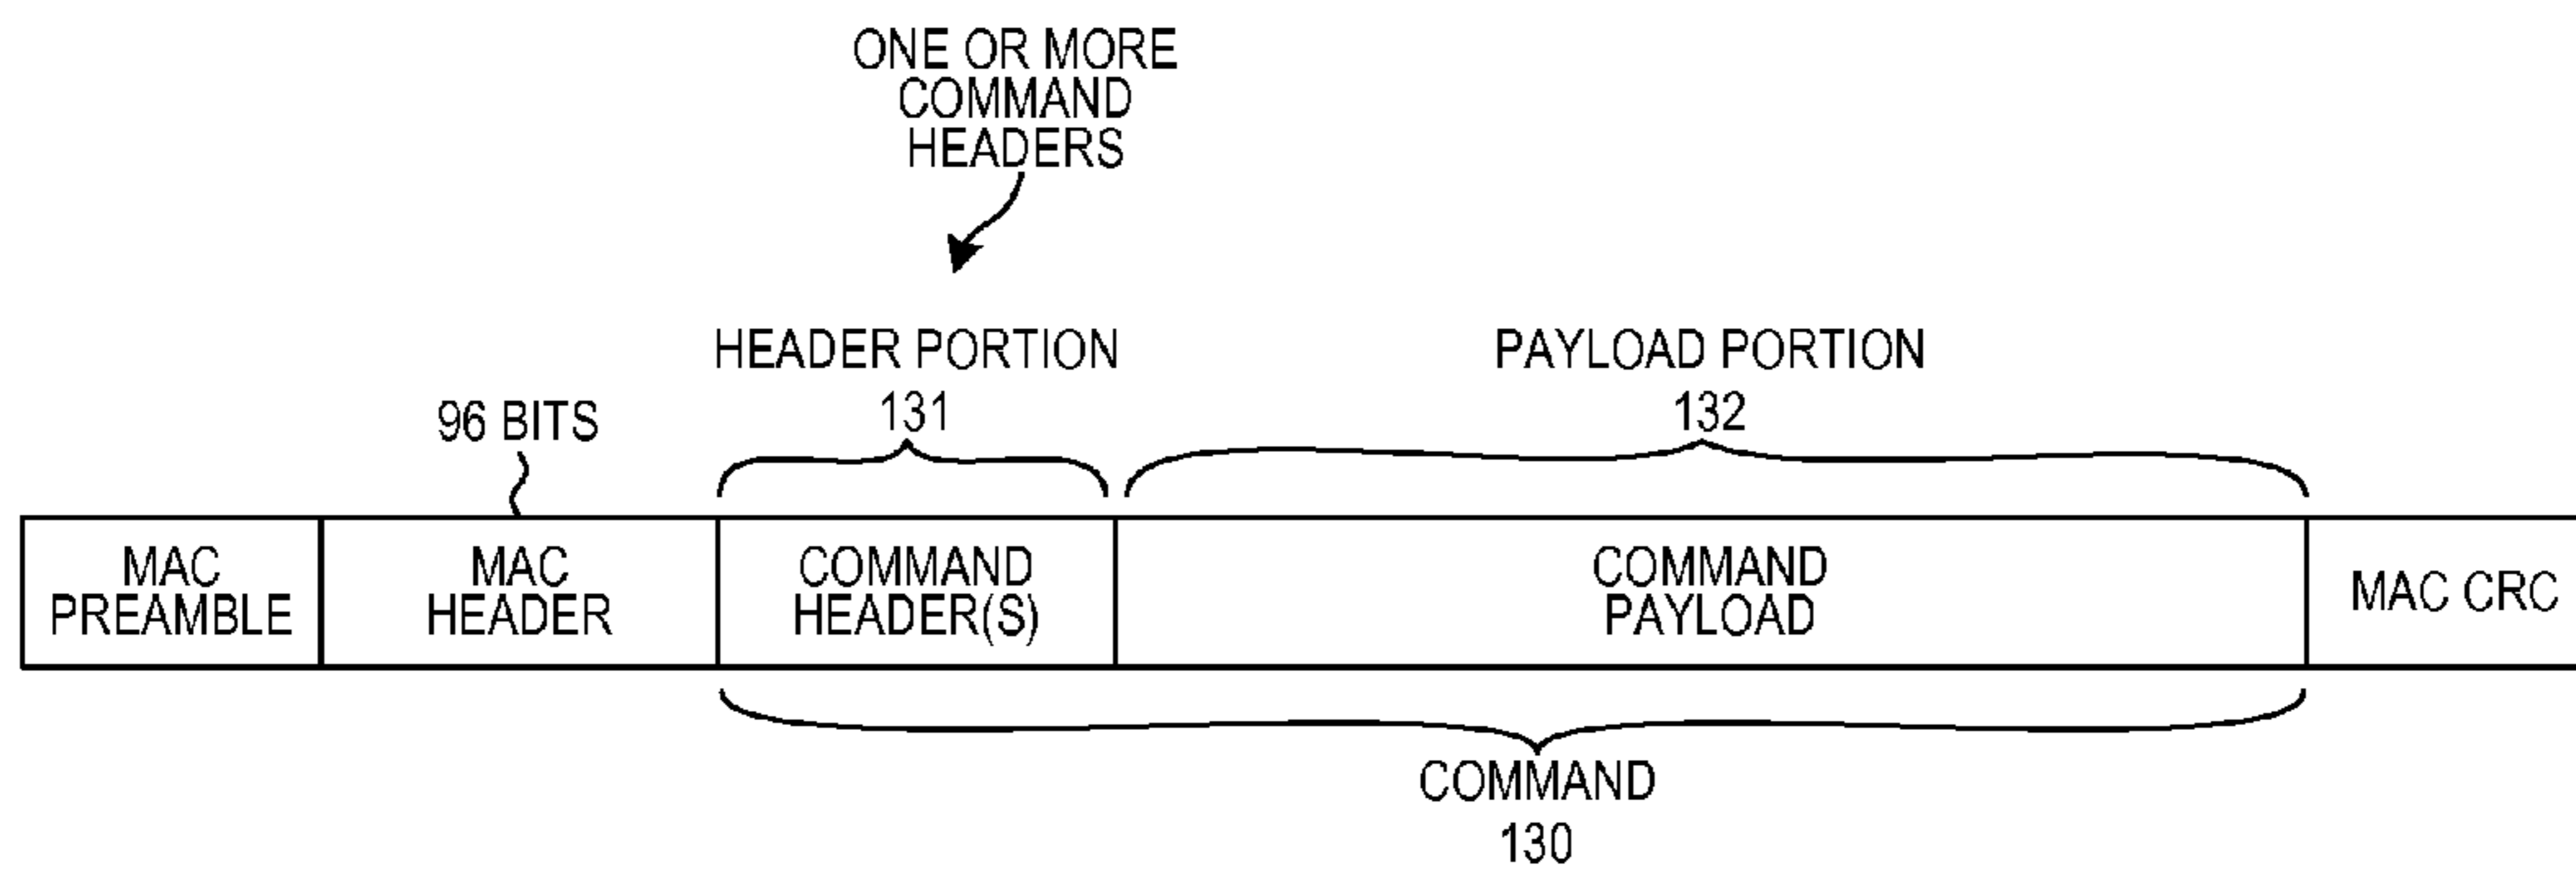 ONE OR MORE
COMMAND
HEADERS
HEADER PORTION
131
PAYLOAD PORTION
132
96 BITS
MAC
PREAMBLE
MAC
HEADER
COMMAND
HEADER(S)
COMMAND
PAYLOAD
MAC CRC
COMMAND
130